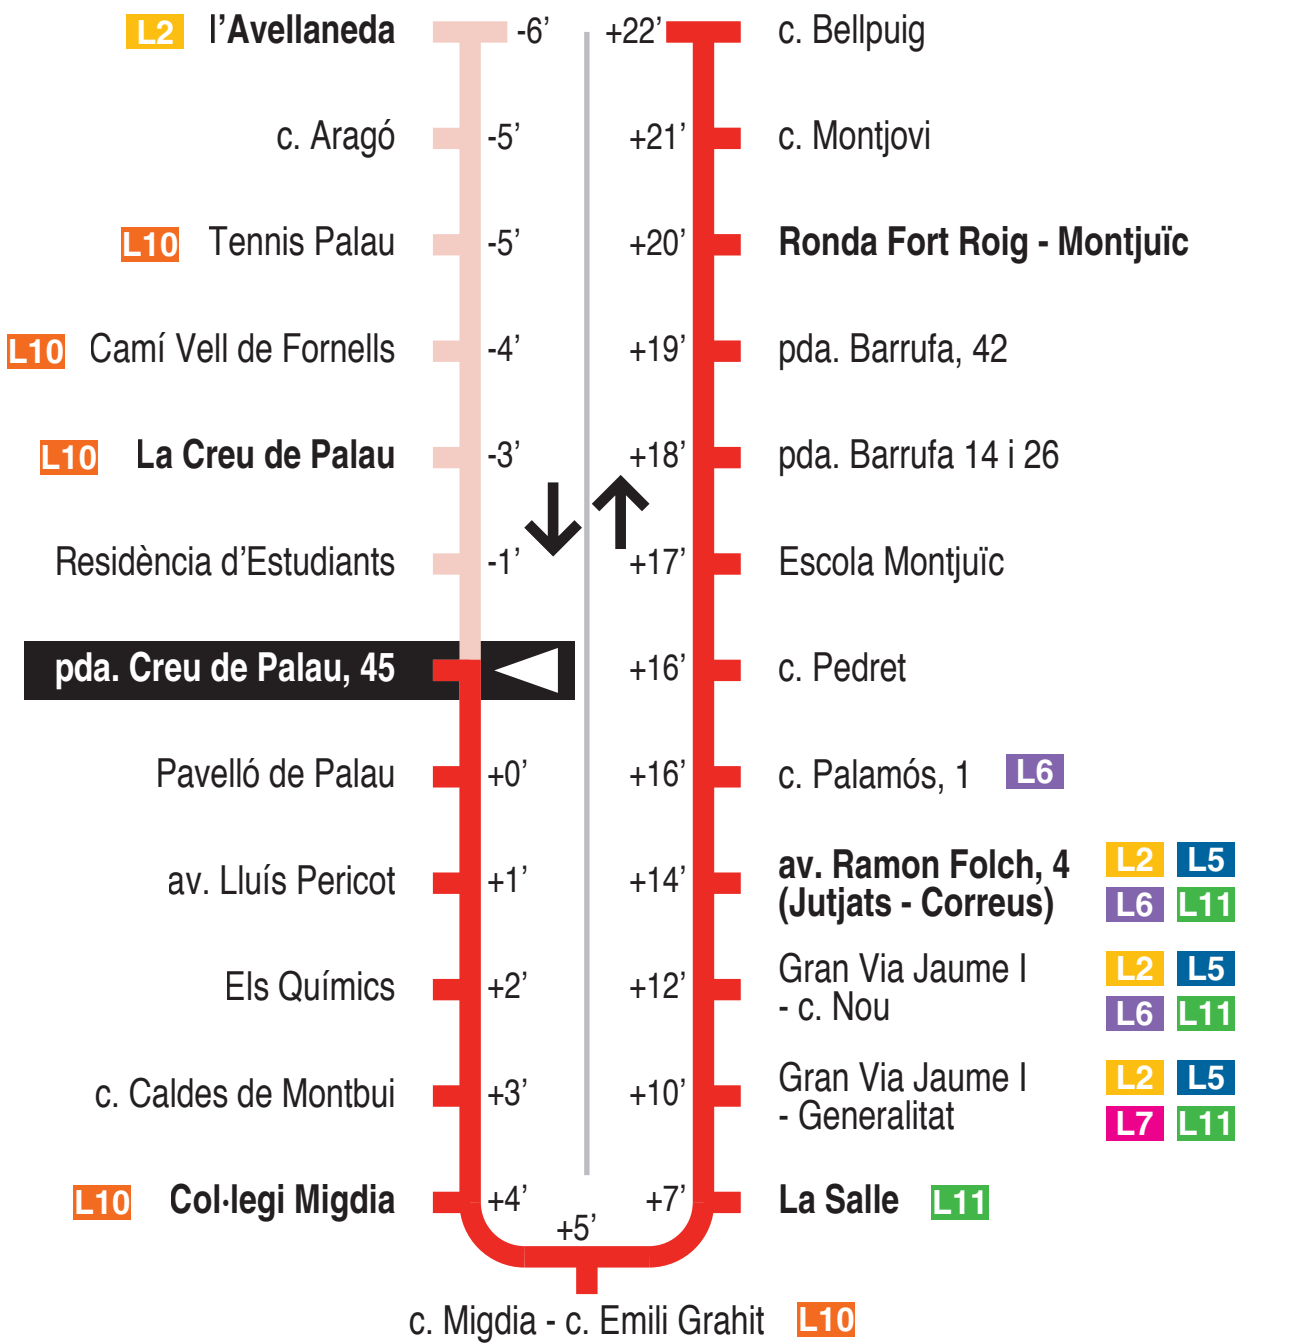 L2 l’Avellaneda -6’
c. Aragó -5’
L10 Tennis Palau -5’
L10 Camí Vell de Fornells -4’
L10 La Creu de Palau -3’
Residència d’Estudiants -1’
pda. Creu de Palau, 45
Pavelló de Palau +0’
av. Lluís Pericot +1’
Els Químics +2’
c. Caldes de Montbui +3’
L10 Col·legi Migdia +4’
+5’
c. Migdia - c. Emili Grahit L10
+22’ c. Bellpuig
+21’ c. Montjovi
+20’ Ronda Fort Roig - Montjuïc
+19’ pda. Barrufa, 42
+18’ pda. Barrufa 14 i 26
+17’ Escola Montjuïc
+16’ c. Pedret
+16’ c. Palamós, 1 L6
+14’ av. Ramon Folch, 4 L2 L5
(Jutjats - Correus) L6 L11
+12’ Gran Via Jaume I L2 L5
- c. Nou L6 L11
+10’ Gran Via Jaume I L2 L5
- Generalitat L7 L11
+7’ La Salle L11